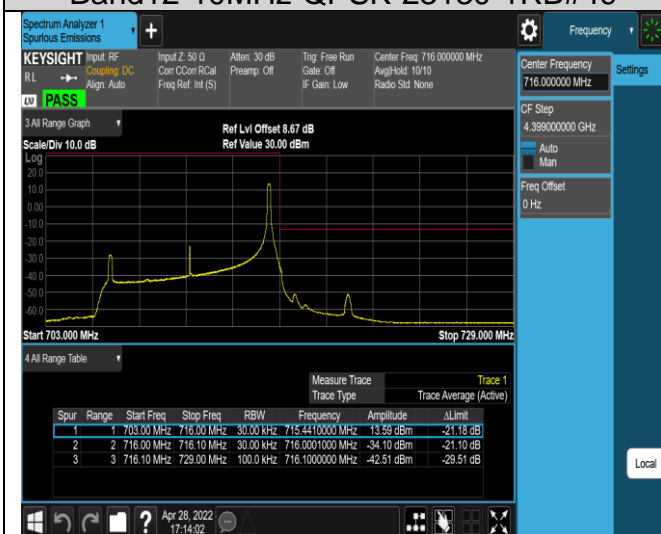 Band12-10MHz-QPSK-23130-1RB#49
Spectrum Analyzer 1
Spurious Emissions
+
Frequency
KEYSIGHT
RL
LXI PASS
Input: RF
Coupling: DC
Align: Auto
Input Z: 50 Ω
Corr CCorr RCal
Freq Ref: Int (S)
Atten: 30 dB
Preamp: Off
Trig: Free Run
Gate: Off
IF Gain: Low
Center Freq: 716.000000 MHz
Avg|Hold: 10/10
Radio Std: None
Center Frequency
716.000000 MHz
Settings
CF Step
4.399000000 GHz
Auto
Man
Freq Offset
0 Hz
3 All Range Graph
Scale/Div 10.0 dB
Ref Lvl Offset 8.67 dB
Ref Value 30.00 dBm
Log
20.0
10.0
0.00
-10.0
-20.0
-30.0
-40.0
-50.0
-60.0
Start 703.000 MHz
Stop 729.000 MHz
4 All Range Table
Measure Trace Trace 1
Trace Type Trace Average (Active)
Spur Range Start Freq Stop Freq RBW Frequency Amplitude ΔLimit
1 1 703.00 MHz 716.00 MHz 30.00 kHz 715.4410000 MHz 13.59 dBm -21.18 dB
2 2 716.00 MHz 716.10 MHz 30.00 kHz 716.0001000 MHz -34.10 dBm -21.10 dB
3 3 716.10 MHz 729.00 MHz 100.0 kHz 716.1000000 MHz -42.51 dBm -29.51 dB
Local
?
Apr 28, 2022
17:14:02